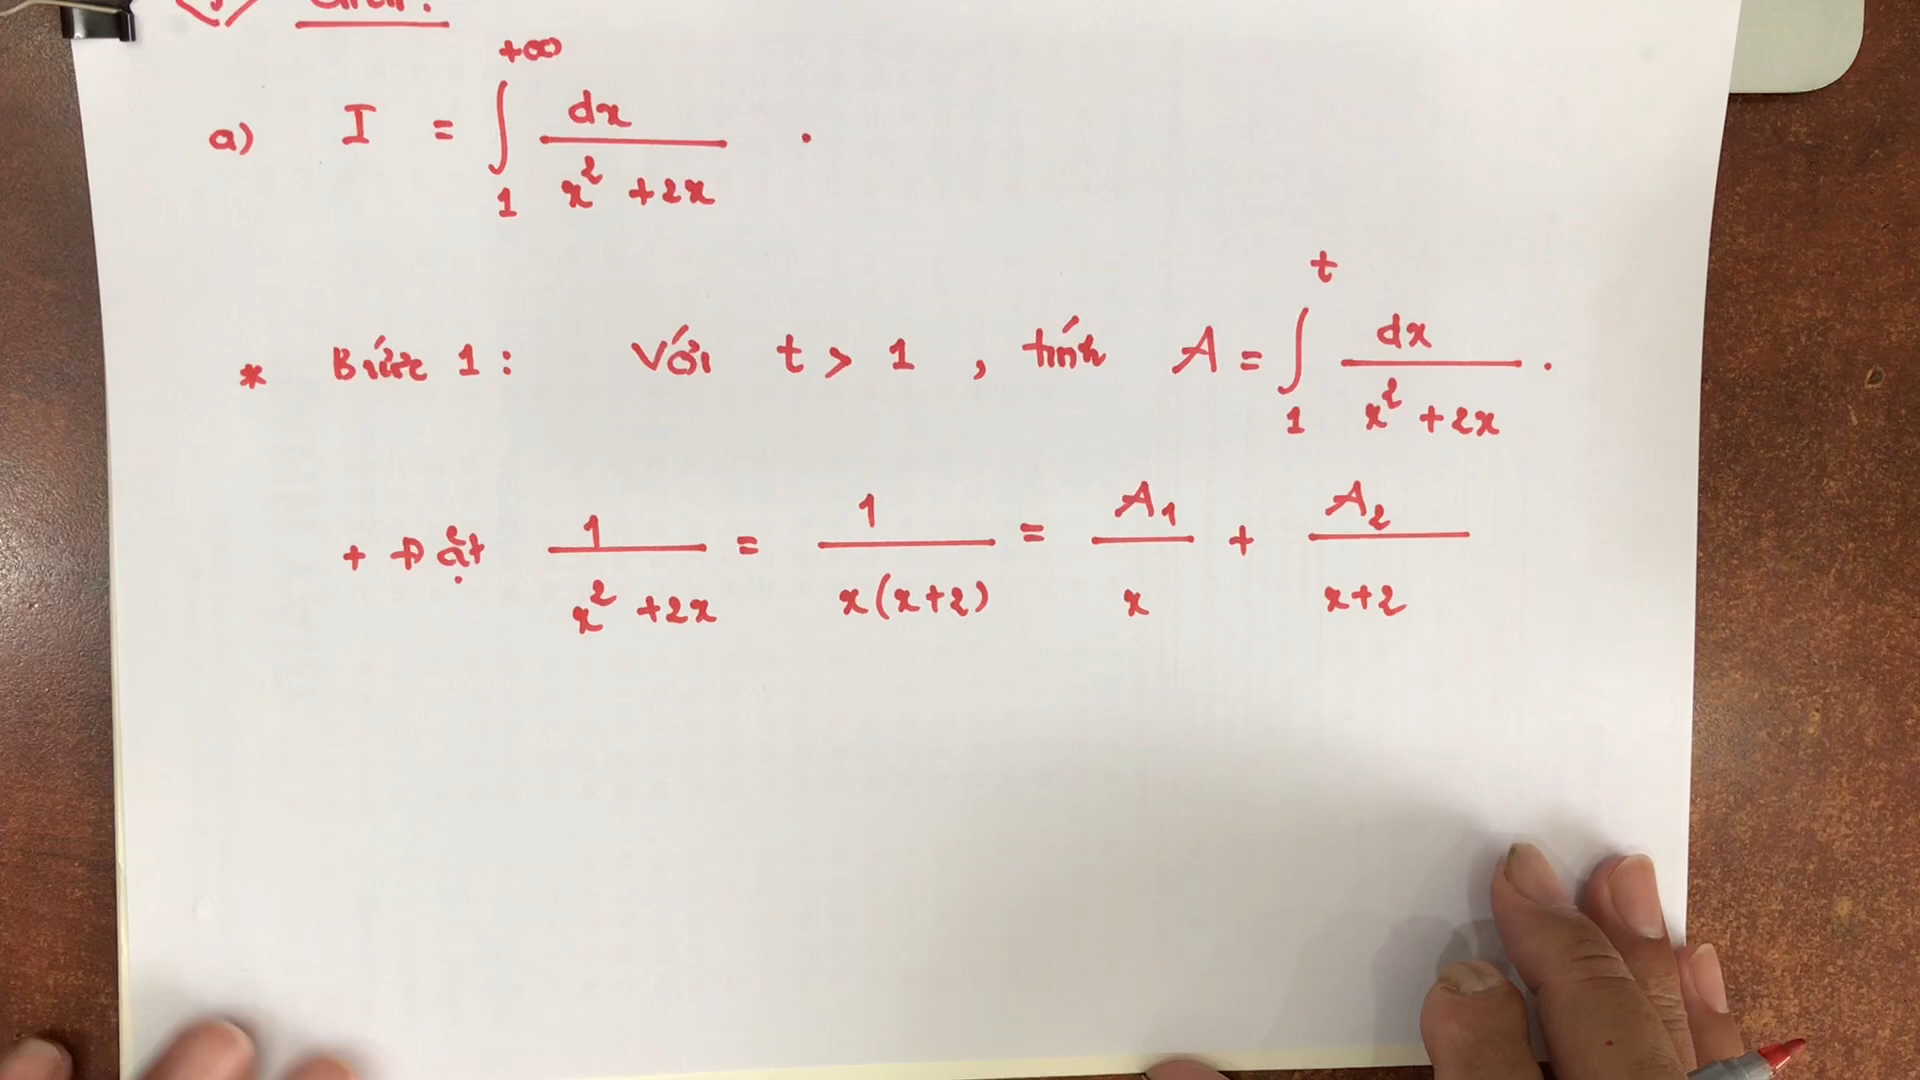 Giải:
a) I = ∫₁^{+∞} dx / (x² + 2x) .
* Bước 1 : Với t > 1 , tính A = ∫₁^t dx / (x² + 2x) .
+ Đặt 1 / (x² + 2x) = 1 / (x(x+2)) = A₁ / x + A₂ / (x+2)